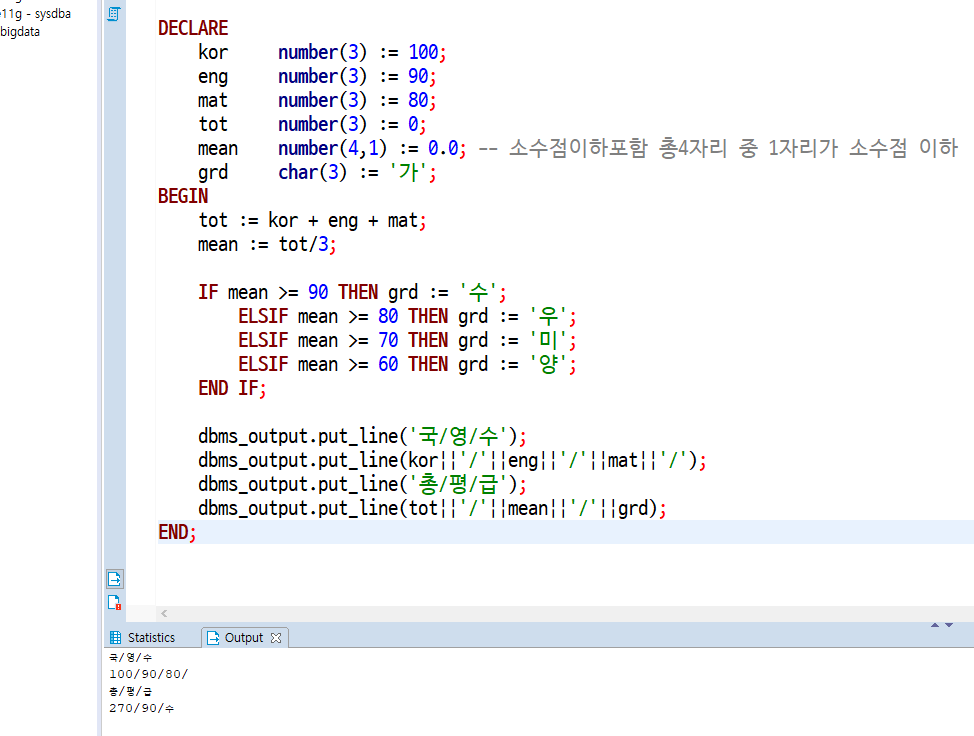 e11g - sysdba
bigdata
DECLARE
kor number(3) := 100;
eng number(3) := 90;
mat number(3) := 80;
tot number(3) := 0;
mean number(4,1) := 0.0; -- 소수점이하포함 총4자리 중 1자리가 소수점 이하
grd char(3) := '가';
BEGIN
tot := kor + eng + mat;
mean := tot/3;
IF mean >= 90 THEN grd := '수';
ELSIF mean >= 80 THEN grd := '우';
ELSIF mean >= 70 THEN grd := '미';
ELSIF mean >= 60 THEN grd := '양';
END IF;
dbms_output.put_line('국/영/수');
dbms_output.put_line(kor||'/'||eng||'/'||mat||'/');
dbms_output.put_line('총/평/급');
dbms_output.put_line(tot||'/'||mean||'/'||grd);
END;
Statistics Output
국/영/수
100/90/80/
총/평/급
270/90/수